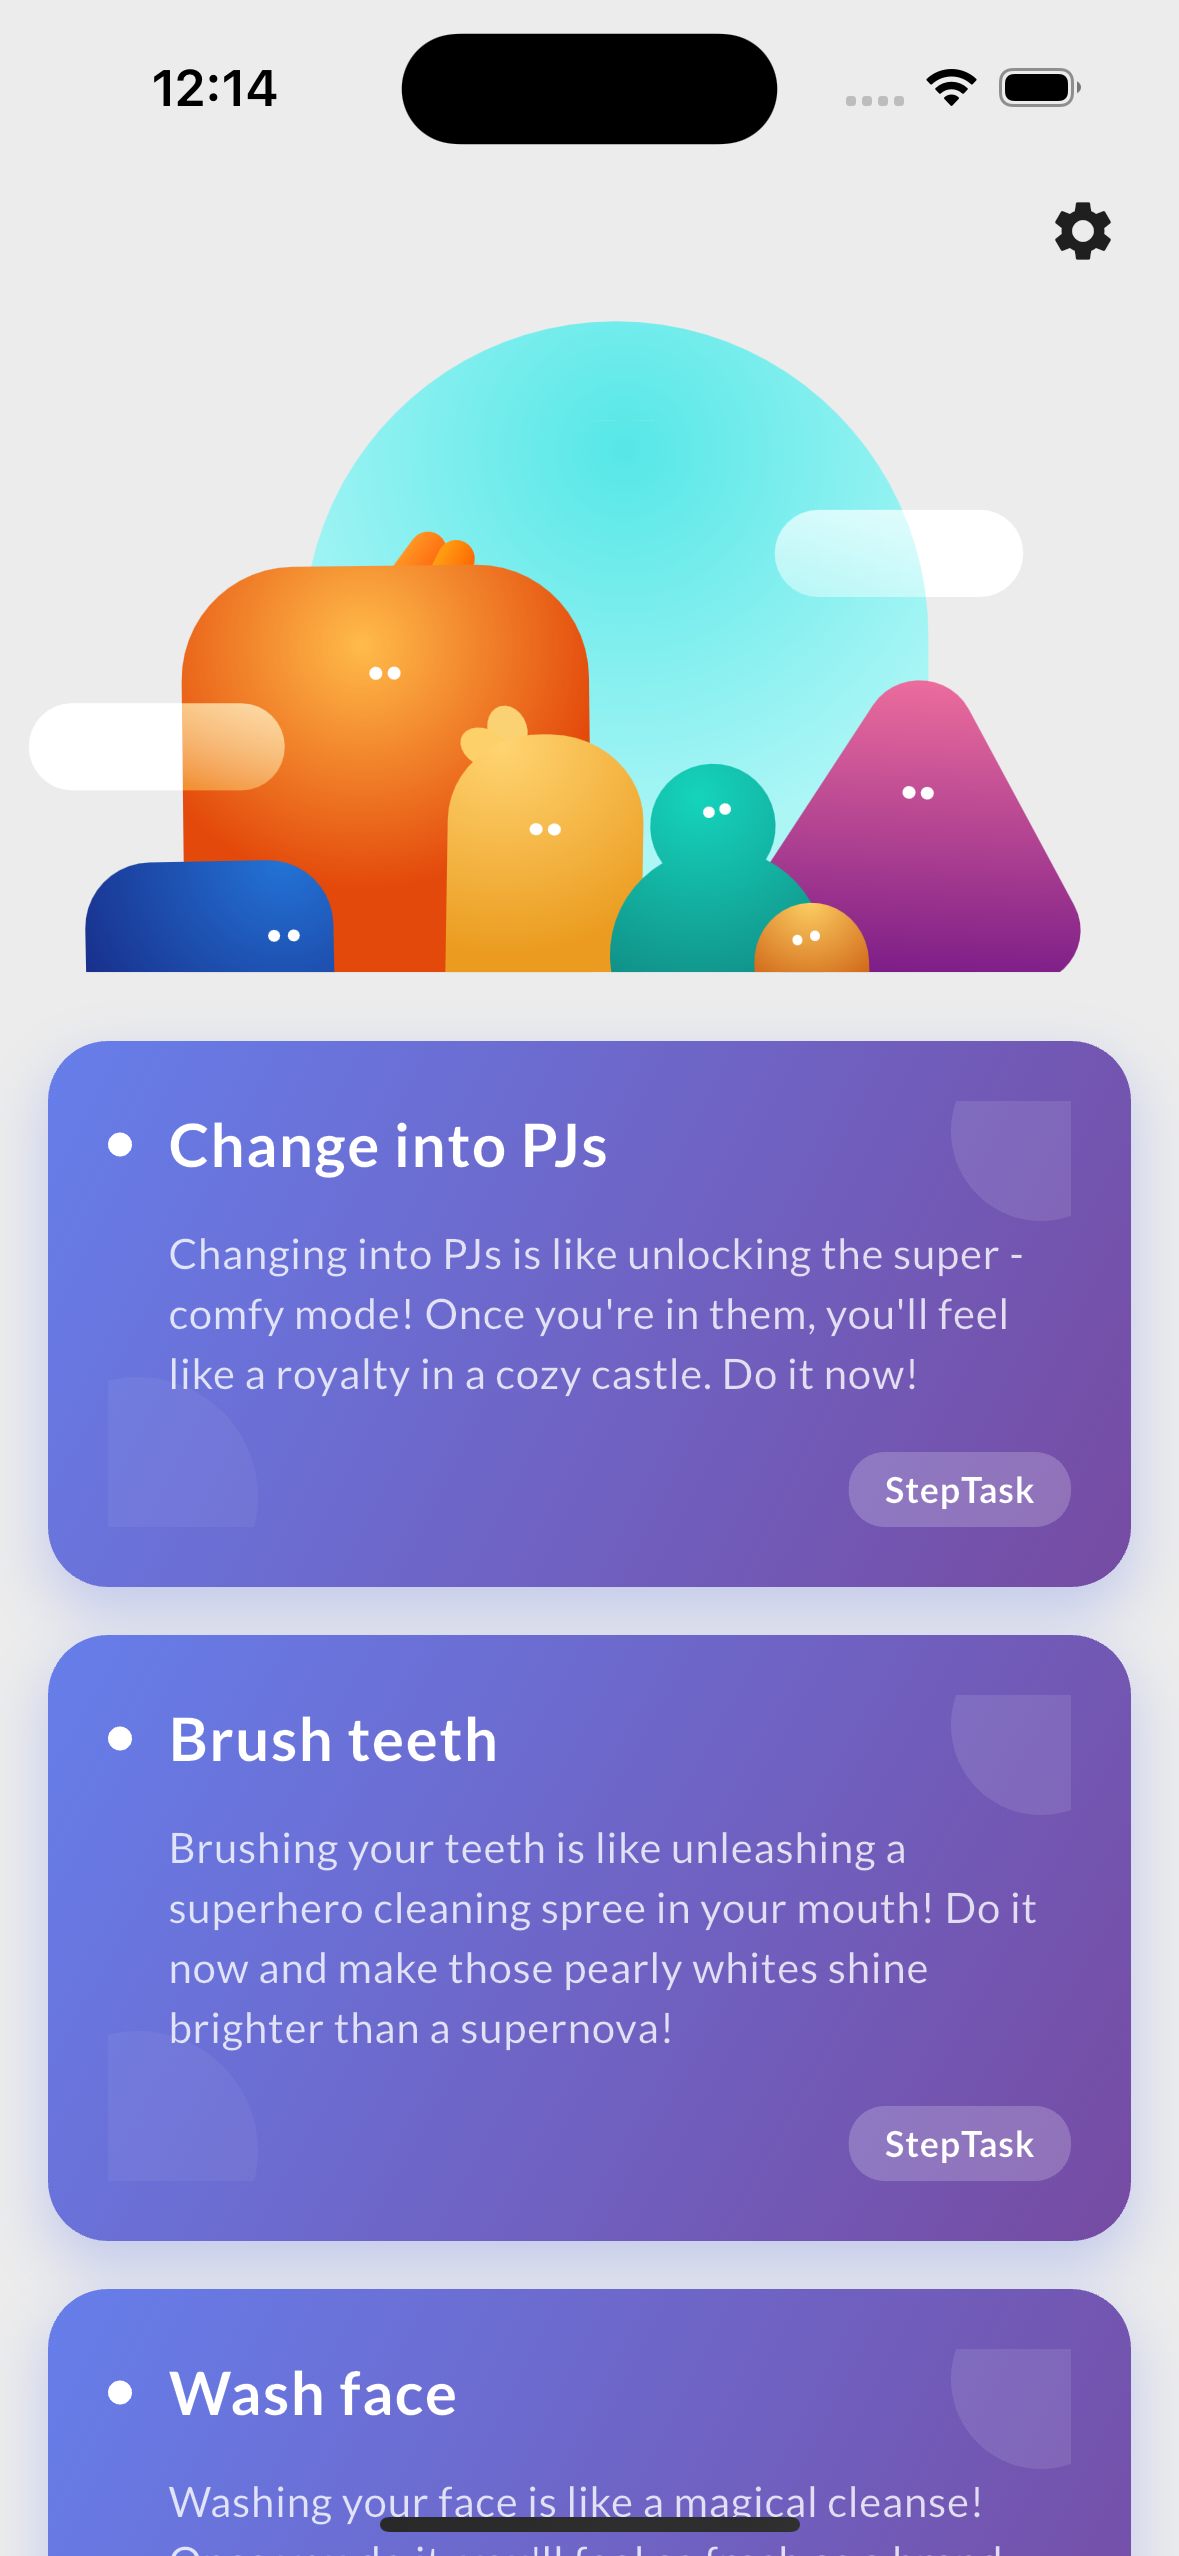 12:14
Change into PJs
Changing into PJs is like unlocking the super -
comfy mode! Once you're in them, you'll feel
like a royalty in a cozy castle. Do it now!
StepTask
Brush teeth
Brushing your teeth is like unleashing a
superhero cleaning spree in your mouth! Do it
now and make those pearly whites shine
brighter than a supernova!
StepTask
Wash face
Washing your face is like a magical cleanse!